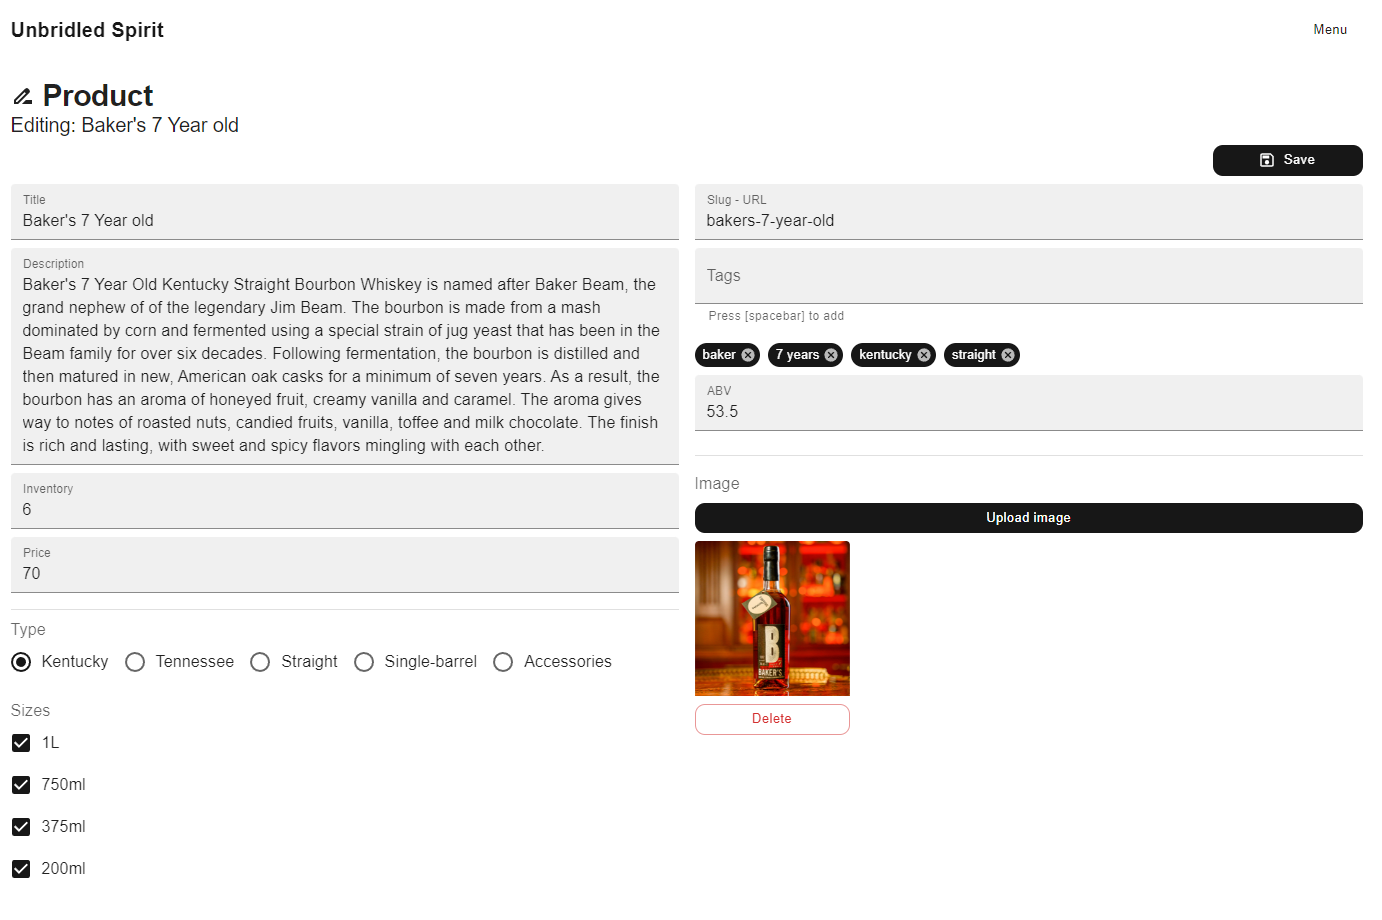 Unbridled Spirit
Menu
Product
Editing: Baker's 7 Year old
Save
Title
Baker's 7 Year old
Description
Baker's 7 Year Old Kentucky Straight Bourbon Whiskey is named after Baker Beam, the
grand nephew of of the legendary Jim Beam. The bourbon is made from a mash
dominated by corn and fermented using a special strain of jug yeast that has been in the
Beam family for over six decades. Following fermentation, the bourbon is distilled and
then matured in new, American oak casks for a minimum of seven years. As a result, the
bourbon has an aroma of honeyed fruit, creamy vanilla and caramel. The aroma gives
way to notes of roasted nuts, candied fruits, vanilla, toffee and milk chocolate. The finish
is rich and lasting, with sweet and spicy flavors mingling with each other.
Inventory
6
Price
70
Type
Kentucky Tennessee Straight Single-barrel Accessories
Sizes
1L
750ml
375ml
200ml
Slug - URL
bakers-7-year-old
Tags
Press [spacebar] to add
baker 7 years kentucky straight
ABV
53.5
Image
Upload image
B
BAKER'S
Delete